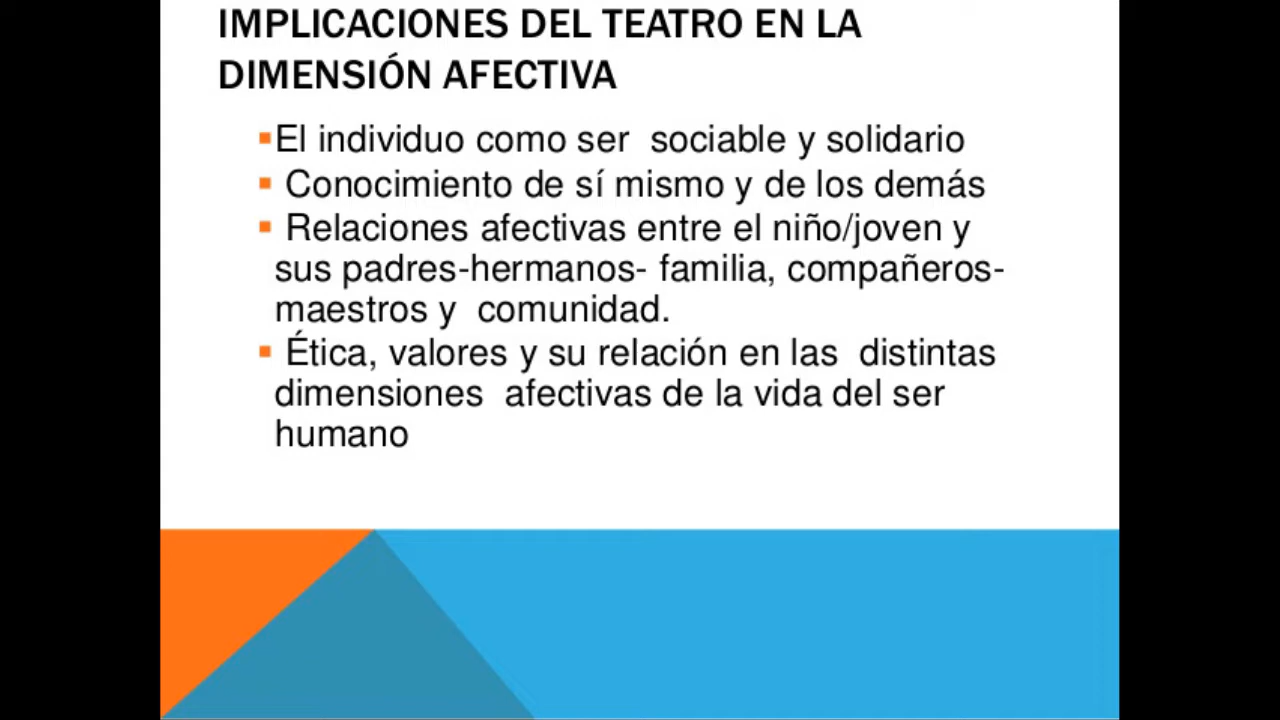 IMPLICACIONES DEL TEATRO EN LA
DIMENSIÓN AFECTIVA
▪El individuo como ser sociable y solidario
▪ Conocimiento de sí mismo y de los demás
▪ Relaciones afectivas entre el niño/joven y
sus padres-hermanos- familia, compañeros-
maestros y comunidad.
▪ Ética, valores y su relación en las distintas
dimensiones afectivas de la vida del ser
humano